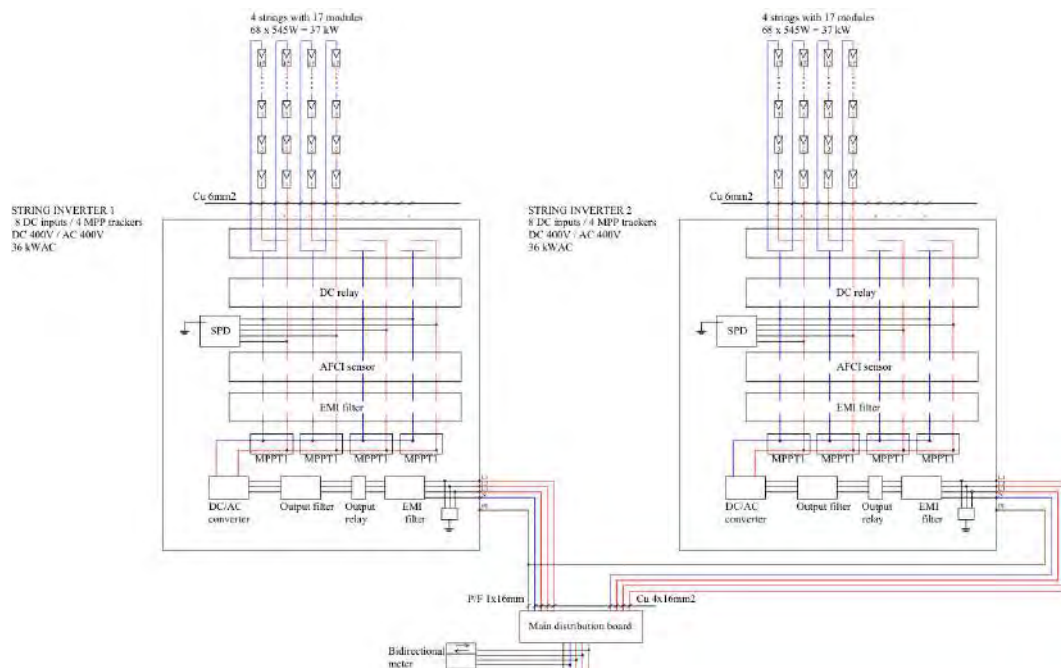 4 strings with 17 modules
68 x 545W = 37 kW
4 strings with 17 modules
68 x 545W = 37 kW
Cu 6mm2
Cu 6mm2
STRING INVERTER 1
8 DC inputs / 4 MPP trackers
DC 400V / AC 400V
36 kWAC
STRING INVERTER 2
8 DC inputs / 4 MPP trackers
DC 400V / AC 400V
36 kWAC
DC relay
DC relay
SPD
SPD
AFCI sensor
AFCI sensor
EMI filter
EMI filter
MPPT1 MPPT1 MPPT1 MPPT1
MPPT1 MPPT1 MPPT1 MPPT1
DC/AC
converter
Output filter
Output
relay
EMI
filter
DC/AC
converter
Output filter
Output
relay
EMI
filter
P/F 1x16mm
Cu 4x16mm2
Main distribution board
Bidirectional
meter